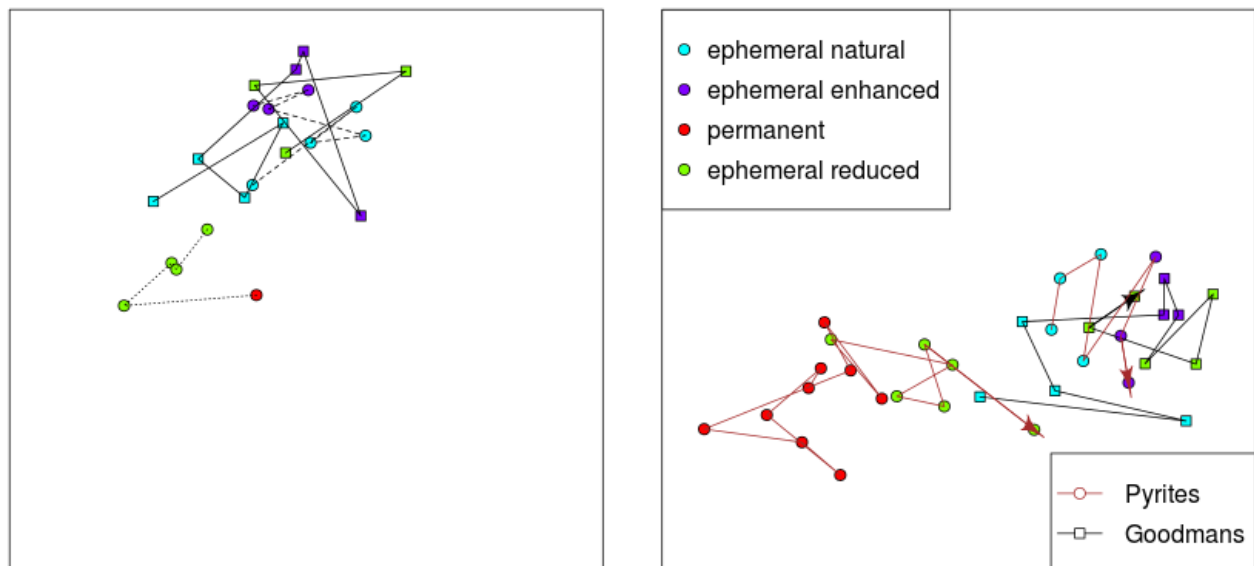 ephemeral natural
ephemeral enhanced
permanent
ephemeral reduced
Pyrites
Goodmans